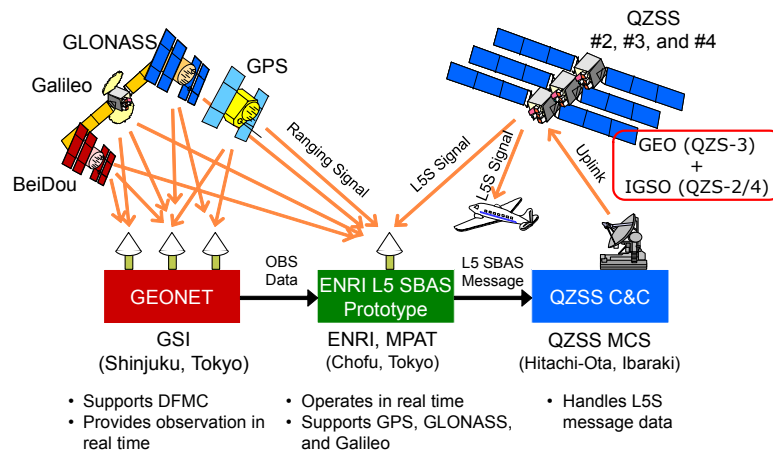 GLONASS
Galileo
BeiDou
GPS
Ranging Signal
QZSS
#2, #3, and #4
L5S Signal
L5S Signal
Uplink
GEO (QZS-3)
+
IGSO (QZS-2/4)
GEONET
OBS
Data
ENRI L5 SBAS
Prototype
L5 SBAS
Message
QZSS C&C
GSI
(Shinjuku, Tokyo)
ENRI, MPAT
(Chofu, Tokyo)
QZSS MCS
(Hitachi-Ota, Ibaraki)
• Supports DFMC
• Provides observation in
real time
• Operates in real time
• Supports GPS, GLONASS,
and Galileo
• Handles L5S
message data